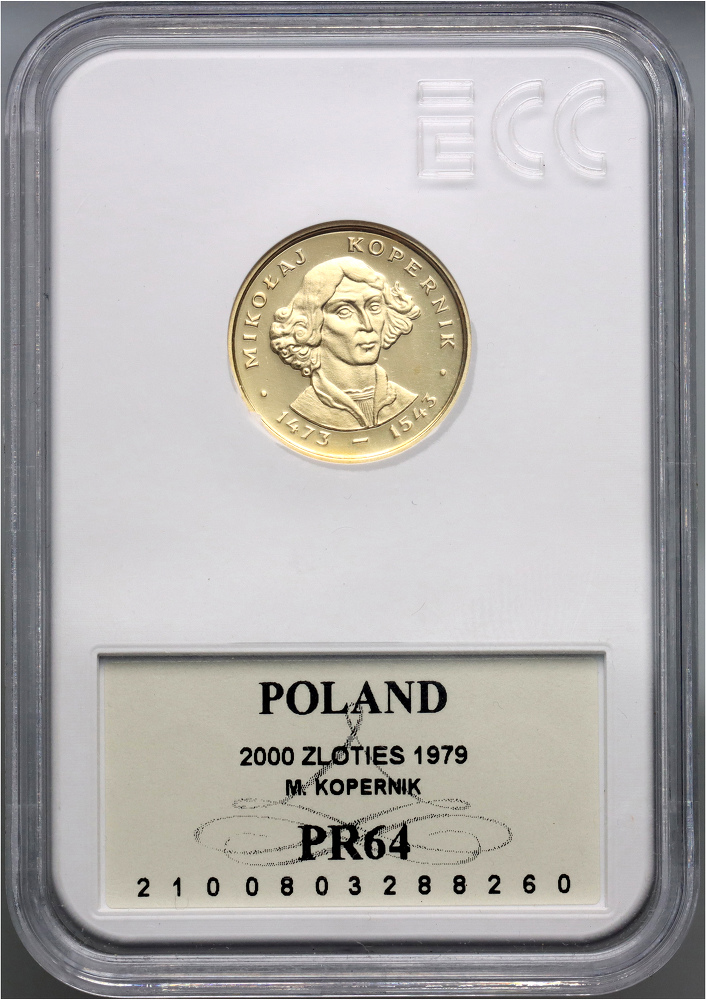 ECC
MIKOŁAJ KOPERNIK
1473 – 1543
POLAND
2000 ZLOTIES 1979
M. KOPERNIK
PR64
2100803288260